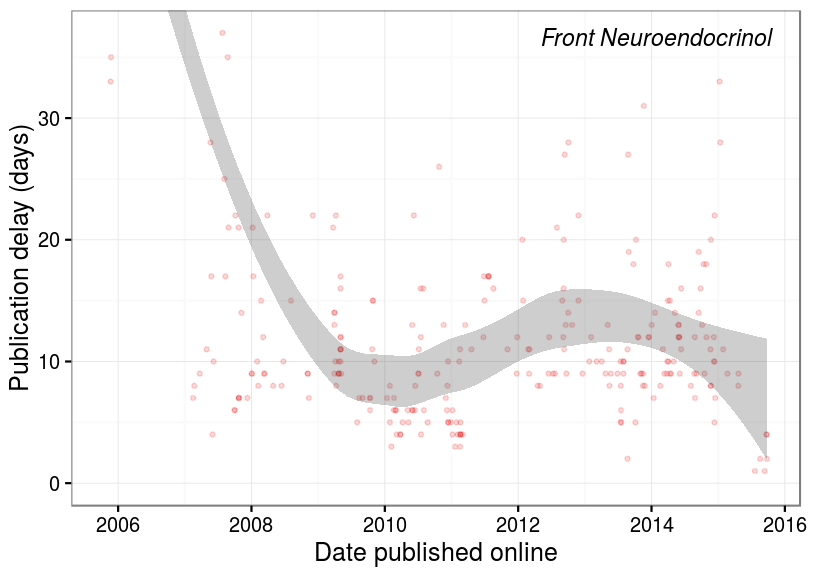 Front Neuroendocrinol
Publication delay (days)
30
20
10
0
2006 2008 2010 2012 2014 2016
Date published online